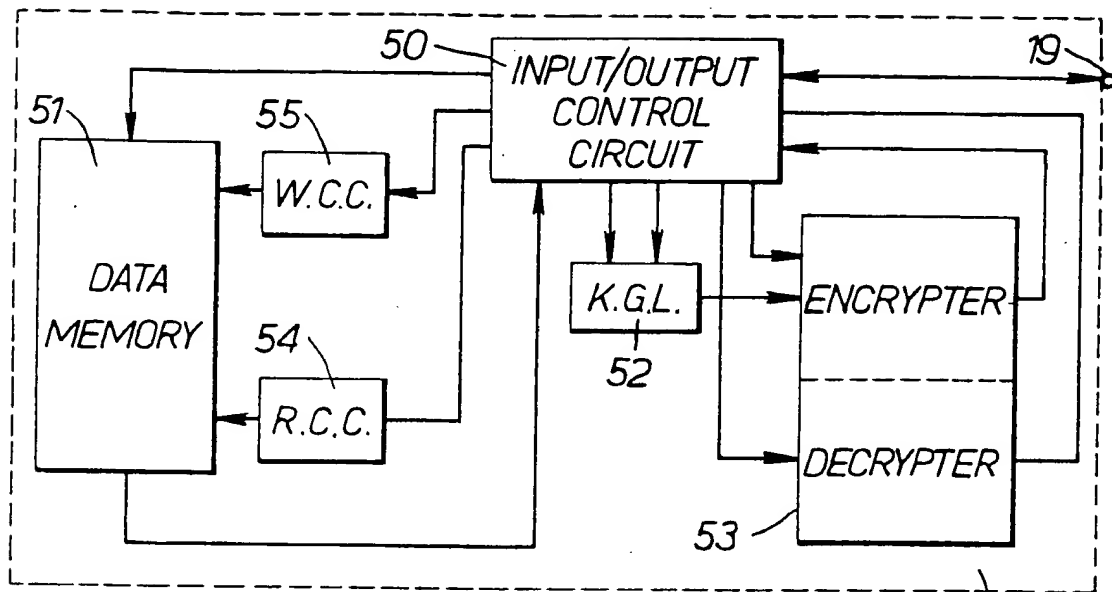 50
INPUT/OUTPUT
CONTROL
CIRCUIT
19
51
55
W.C.C.
DATA
MEMORY
K.G.L.
52
ENCRYPTER
54
R.C.C.
DECRYPTER
53